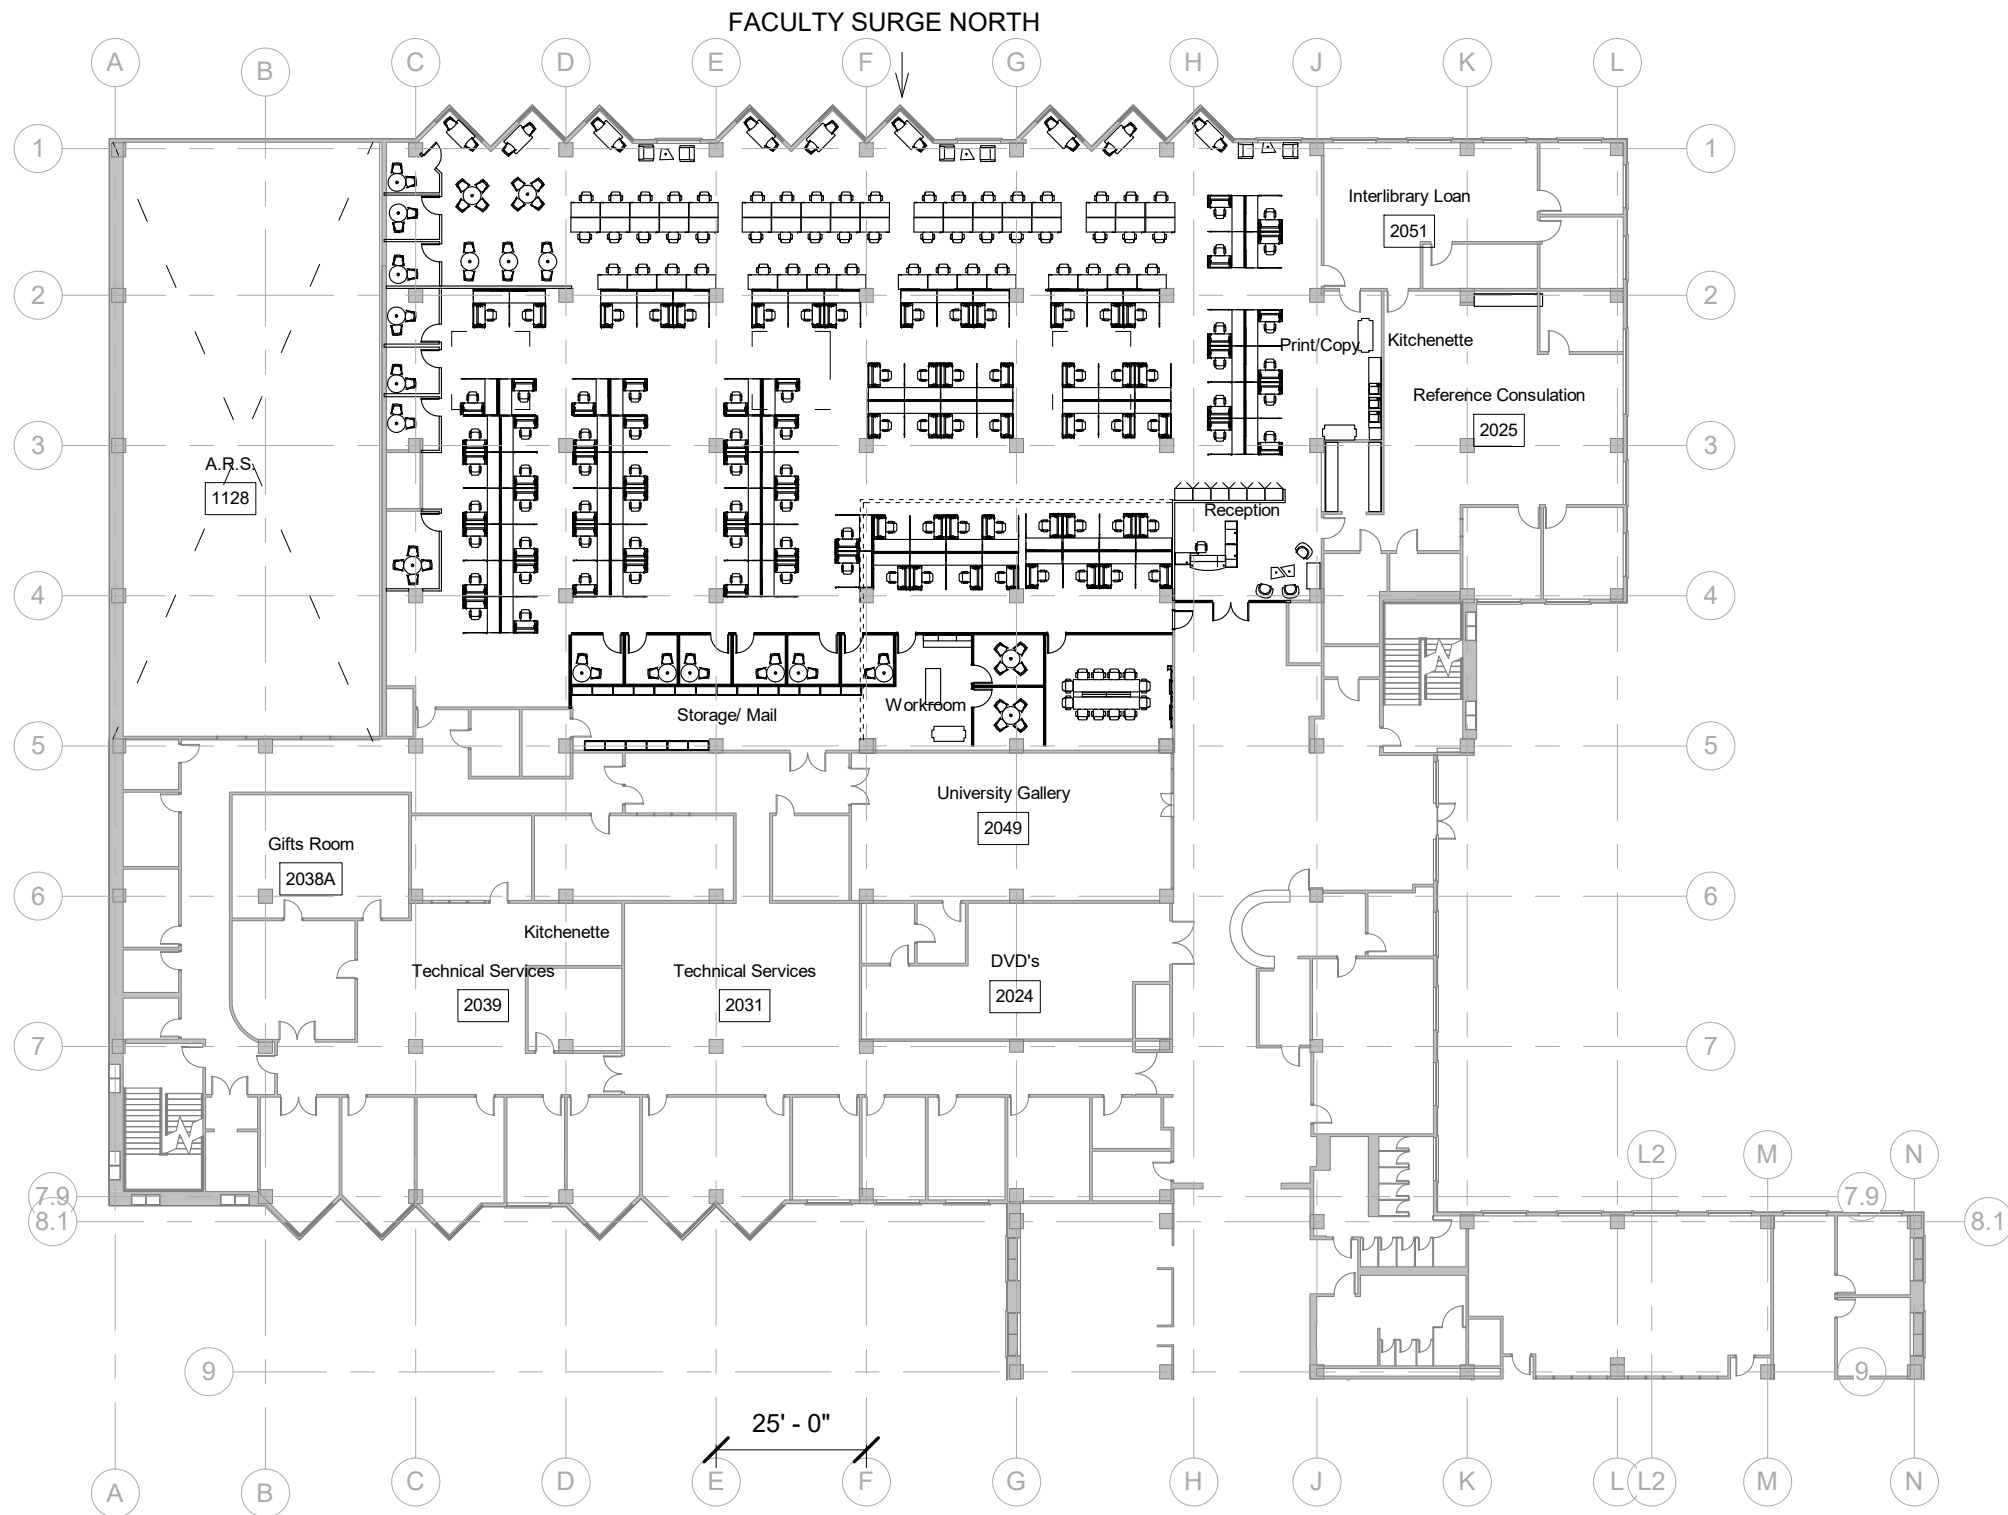 FACULTY SURGE NORTH
A B C D E F G H J K L
1 1
Interlibrary Loan
2051
2 2
Print/Copy Kitchenette
Reference Consulation
2025
3 3
A.R.S.
1128
Reception
4 4
Storage/ Mail
Workroom
5 5
University Gallery
2049
Gifts Room
2038A
6 6
Kitchenette
Technical Services
2039
Technical Services
2031
DVD's
2024
7 7
L2 M N
7.9 7.9
8.1 8.1
9 9
25' - 0"
A B C D E F G H J K L L2 M N